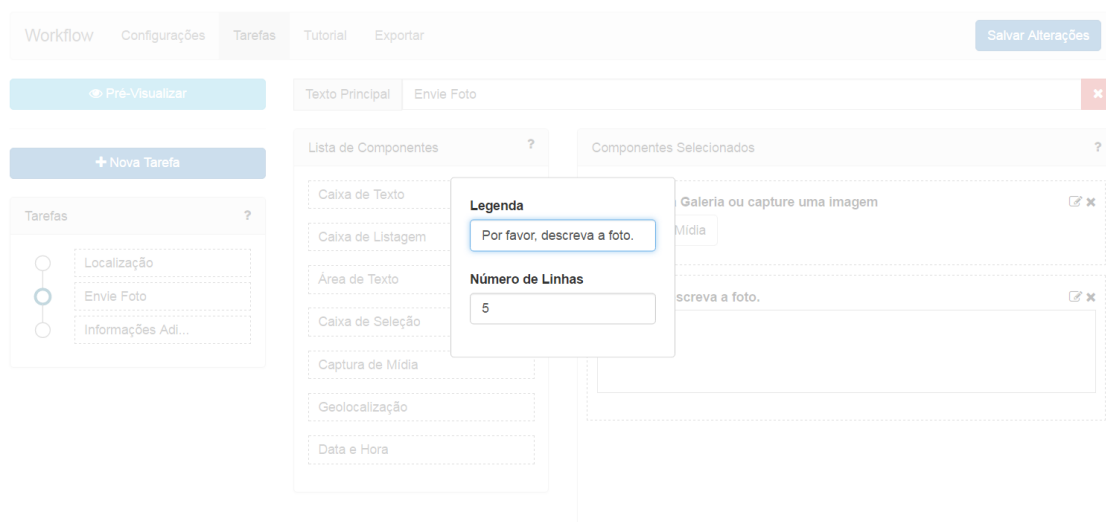 Workflow Configurações Tarefas Tutorial Exportar Salvar Alterações
Pré-Visualizar
Texto Principal Envie Foto
+ Nova Tarefa
Tarefas ?
Localização
Envie Foto
Informações Adi...
Lista de Componentes ?
Caixa de Texto
Caixa de Listagem
Área de Texto
Caixa de Seleção
Captura de Mídia
Geolocalização
Data e Hora
Legenda
Por favor, descreva a foto.
Número de Linhas
5
Componentes Selecionados ?
Galeria ou capture uma imagem
Mídia
screva a foto.